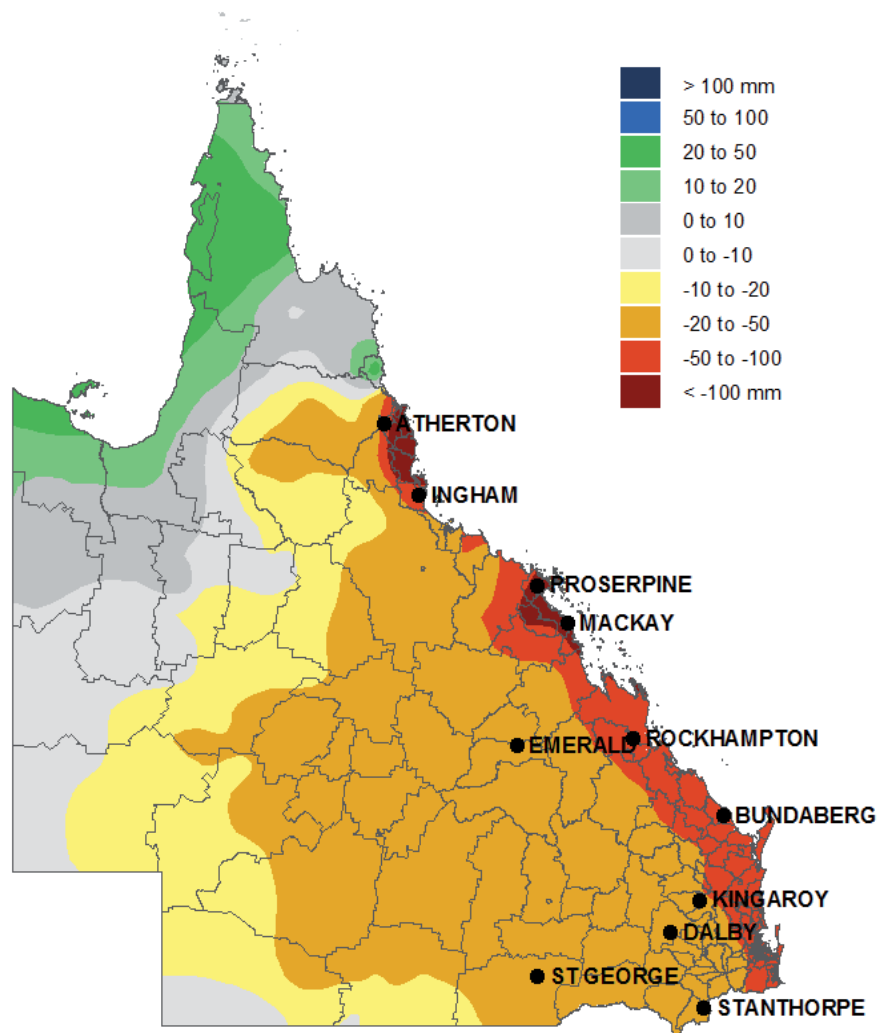 > 100 mm
50 to 100
20 to 50
10 to 20
0 to 10
0 to -10
-10 to -20
-20 to -50
-50 to -100
< -100 mm
ATHERTON
INGHAM
PROSERPINE
MACKAY
EMERALD
ROCKHAMPTON
BUNDABERG
KINGAROY
DALBY
ST GEORGE
STANTHORPE